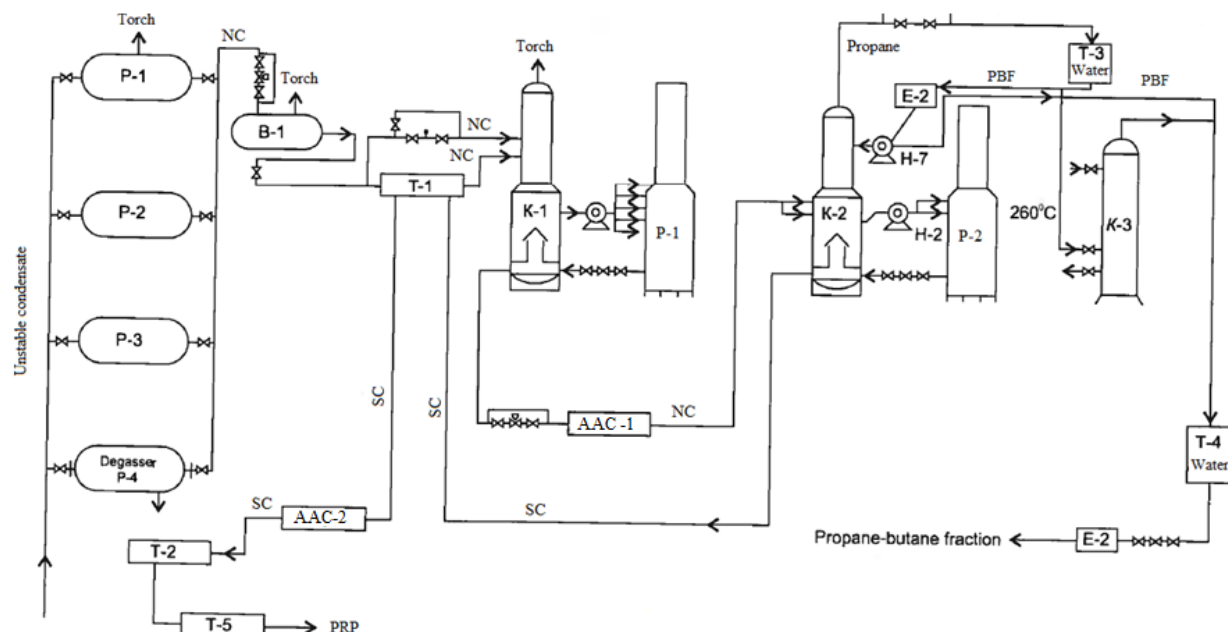 Torch
NC
P-1
Torch
B-1
P-2
P-3
Degasser
P-4
Unstable condensate
NC
NC
T-1
Torch
K-1
P-1
SC
SC
AAC -1
NC
SC
AAC-2
SC
T-2
T-5
PRP
Propane
T-3
Water
PBF
PBF
E-2
H-7
K-2
H-2
P-2
260°C
K-3
T-4
Water
Propane-butane fraction
E-2